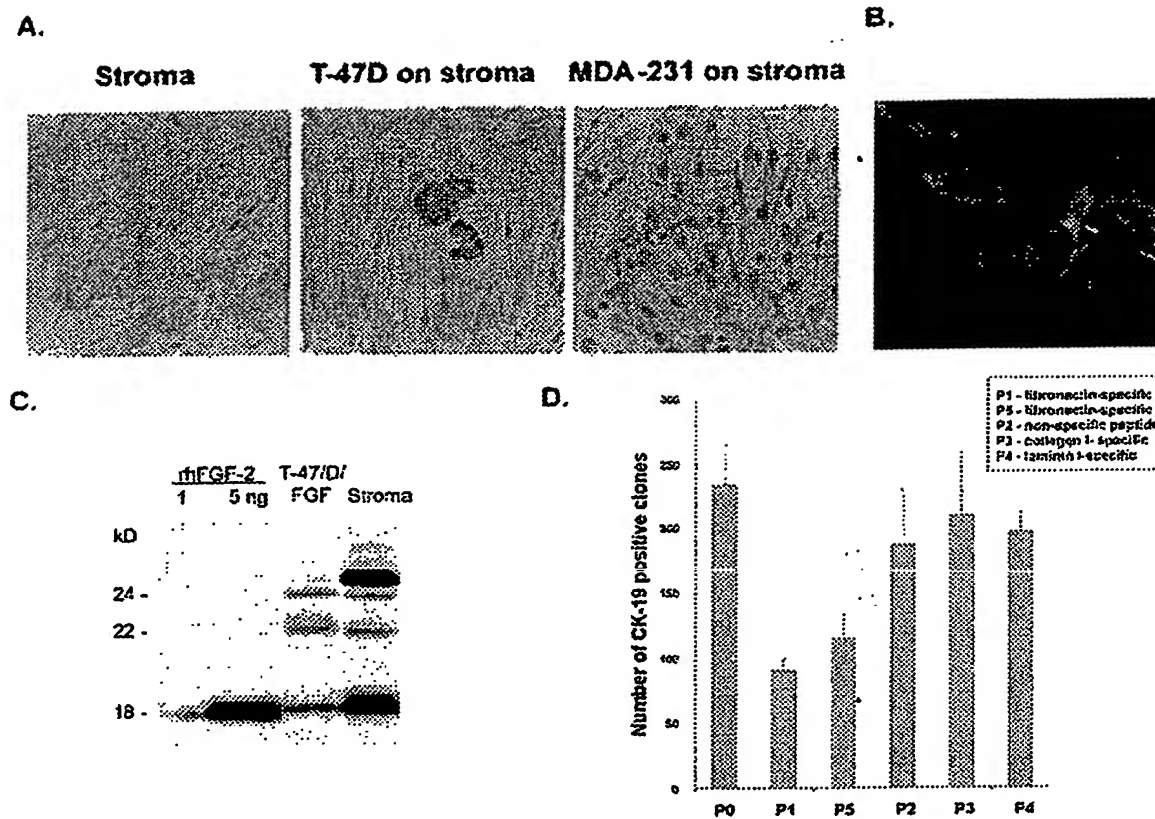 A.
B.
Stroma
T-47D on stroma
MDA-231 on stroma
C.
rhFGF-2
1
5 ng
T-47/D/
FGF
Stroma
kD
24 -
22 -
18 -
D.
P1 - fibronectin-specific
P5 - fibronectin-specific
P2 - non-specific peptide
P3 - collagen I-specific
P4 - laminin I-specific
Number of CK-19 positive clones
300
250
200
150
100
50
0
P0
P1
P5
P2
P3
P4